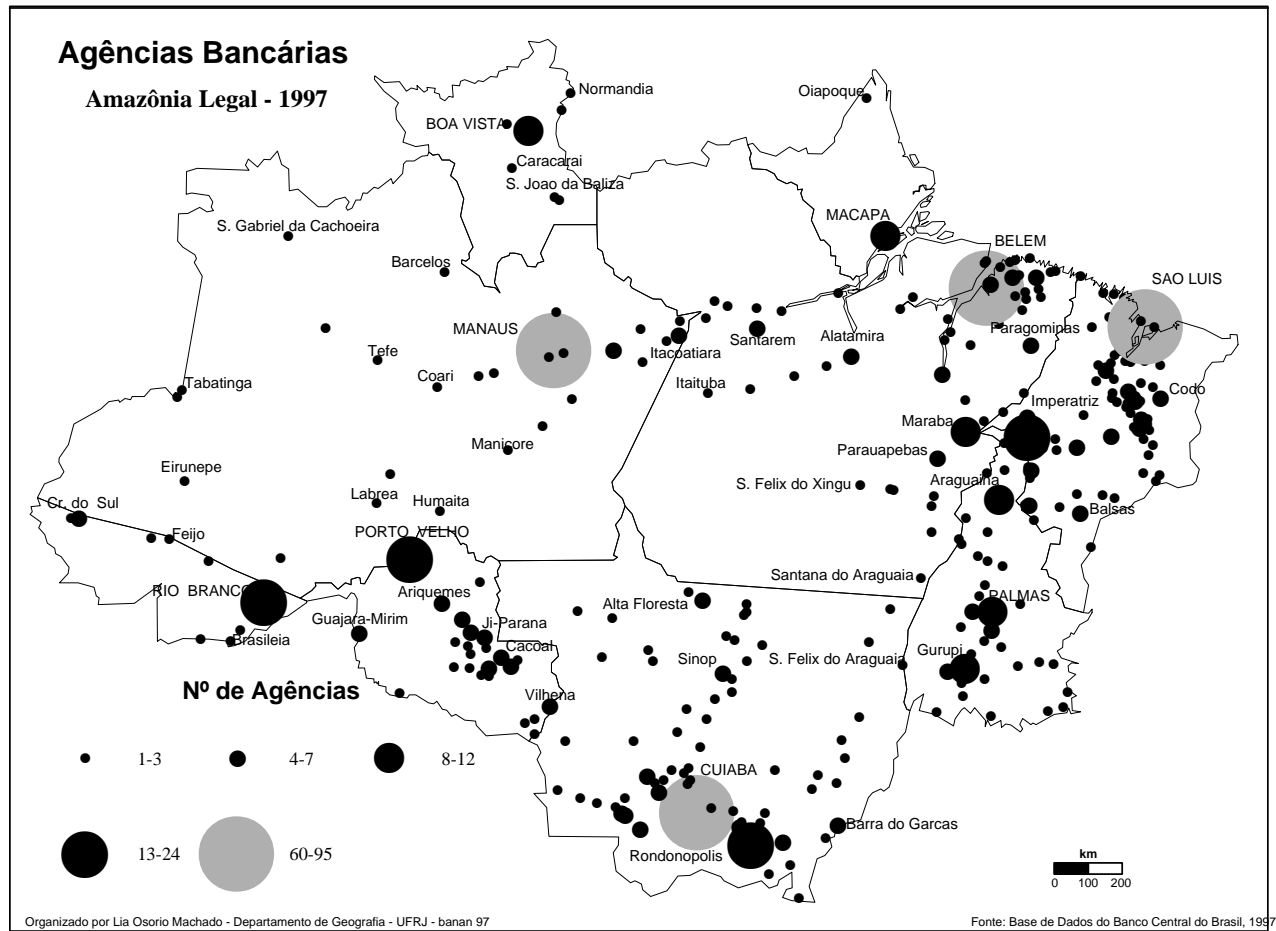 Agências Bancárias
Amazônia Legal - 1997
Normandia
Oiapoque
BOA VISTA
Caracarai
S. Joao da Baliza
S. Gabriel da Cachoeira
MACAPA
BELEM
Barcelos
SAO LUIS
MANAUS
Paragominas
Santarem
Alatamira
Itacoatiara
Tefe
Coari
Itaituba
Tabatinga
Codo
Imperatriz
Maraba
Manicore
Parauapebas
Eirunepe
Araguaina
S. Felix do Xingu
Labrea
Humaita
Cr. do Sul
Balsas
Feijo
PORTO VELHO
Santana do Araguaia
RIO BRANCO
Ariquemes
Alta Floresta
PALMAS
Guajara-Mirim
Ji-Parana
Brasileia
Cacoal
Sinop
S. Felix do Araguaia
Gurupi
Nº de Agências
Vilhena
1-3
4-7
8-12
CUIABA
Barra do Garcas
13-24
60-95
Rondonopolis
km
0 100 200
Organizado por Lia Osorio Machado - Departamento de Geografia - UFRJ - banan 97
Fonte: Base de Dados do Banco Central do Brasil, 1997